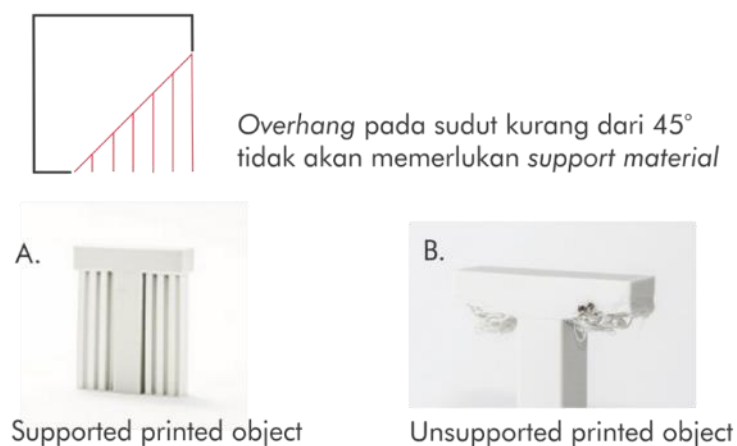 Overhang pada sudut kurang dari 45°
tidak akan memerlukan support material
A.
B.
Supported printed object
Unsupported printed object